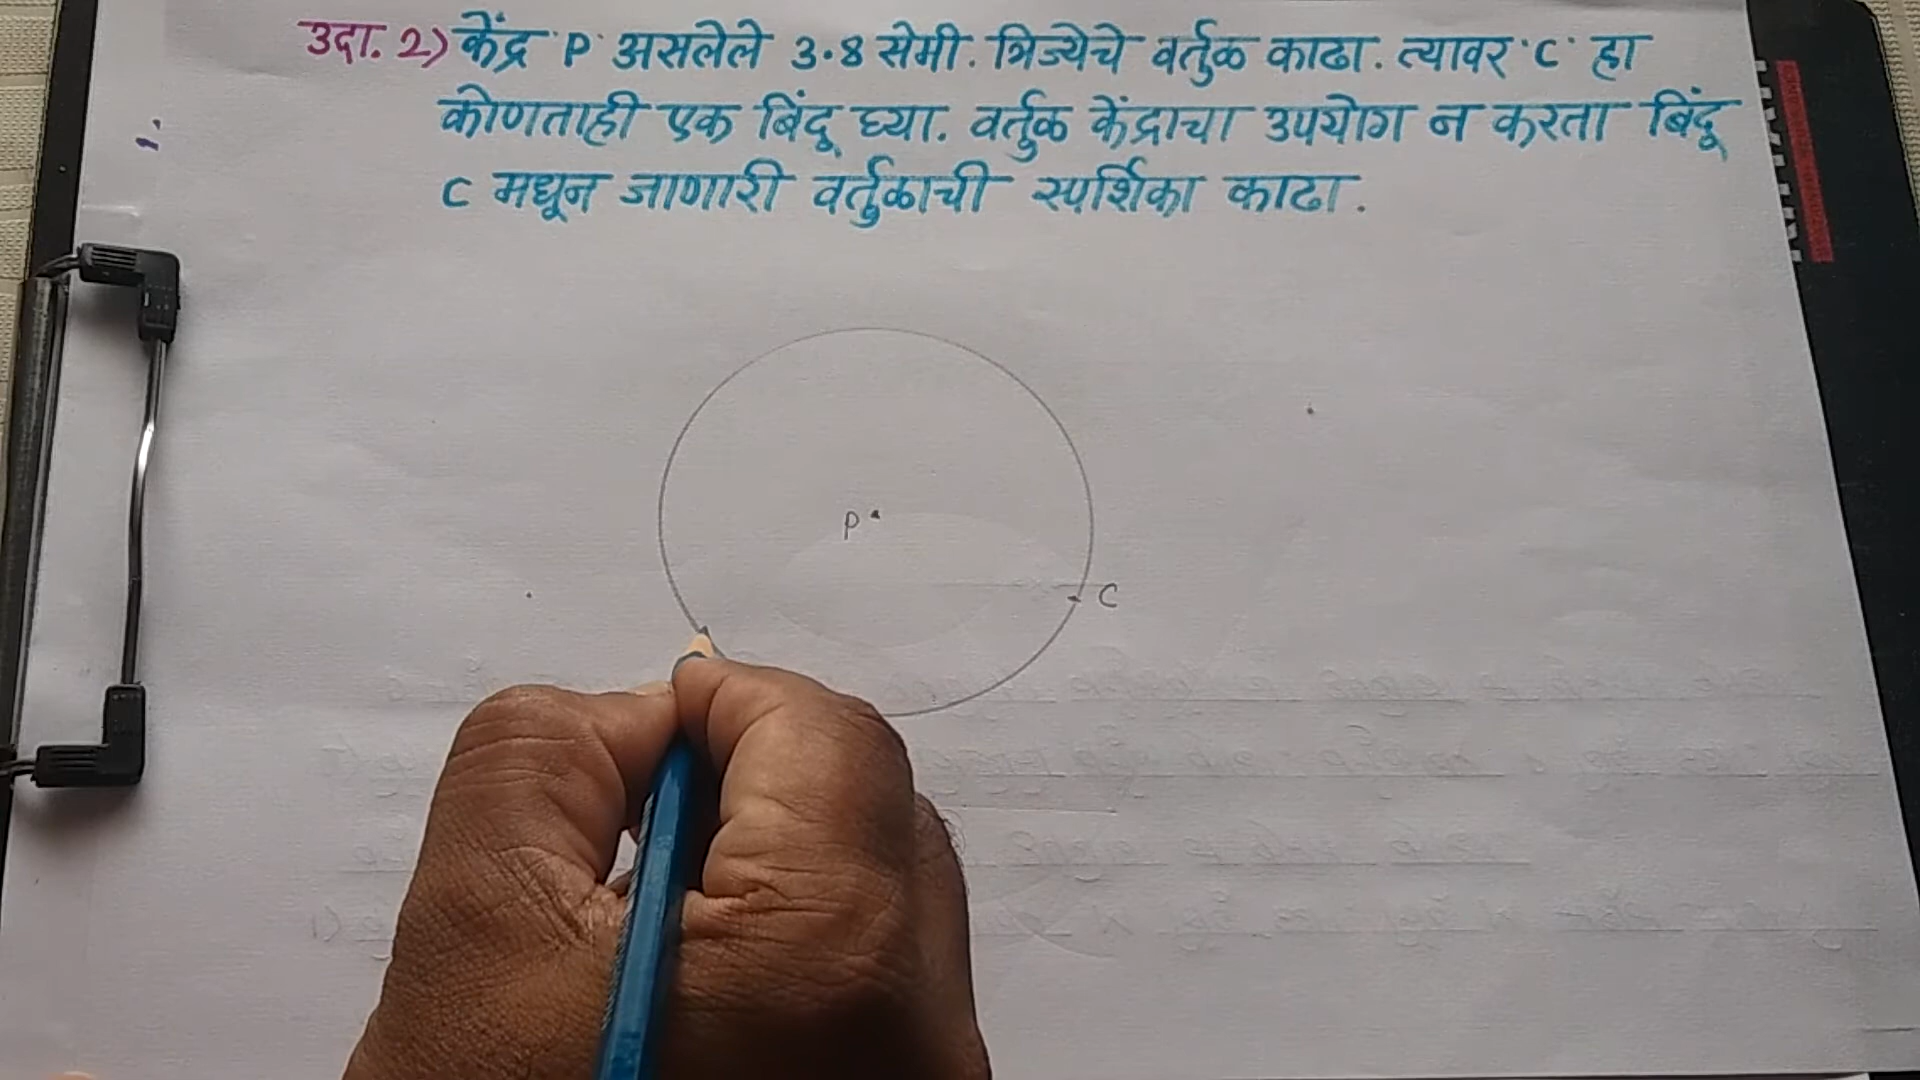 उदा. 2) केंद्र 'P' असलेले 3.8 सेमी. त्रिज्येचे वर्तुळ काढा. त्यावर 'C' हा
कोणताही एक बिंदू घ्या. वर्तुळ केंद्राचा उपयोग न करता बिंदू
C मधून जाणारी वर्तुळाची स्पर्शिका काढा.
P
C